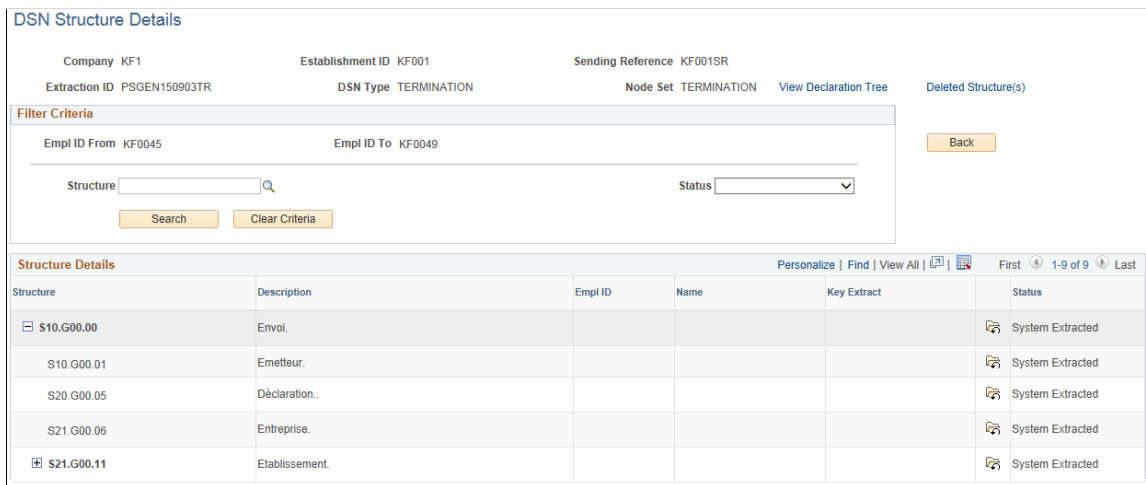 DSN Structure Details
Company KF1 Establishment ID KF001 Sending Reference KF001SR
Extraction ID PSGEN150903TR DSN Type TERMINATION Node Set TERMINATION View Declaration Tree Deleted Structure(s)
Filter Criteria
Empl ID From KF0045 Empl ID To KF0049 Back
Structure Status
Search Clear Criteria
Structure Details Personalize | Find | View All | | First 1-9 of 9 Last
Structure Description Empl ID Name Key Extract Status
S10.G00.00 Envoi. System Extracted
S10.G00.01 Emetteur. System Extracted
S20.G00.05 Déclaration.. System Extracted
S21.G00.06 Entreprise. System Extracted
S21.G00.11 Etablissement. System Extracted